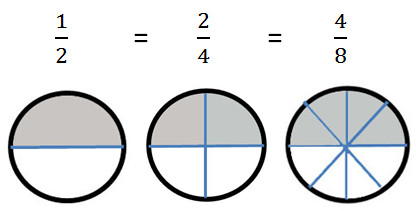 1/2 = 2/4 = 4/8